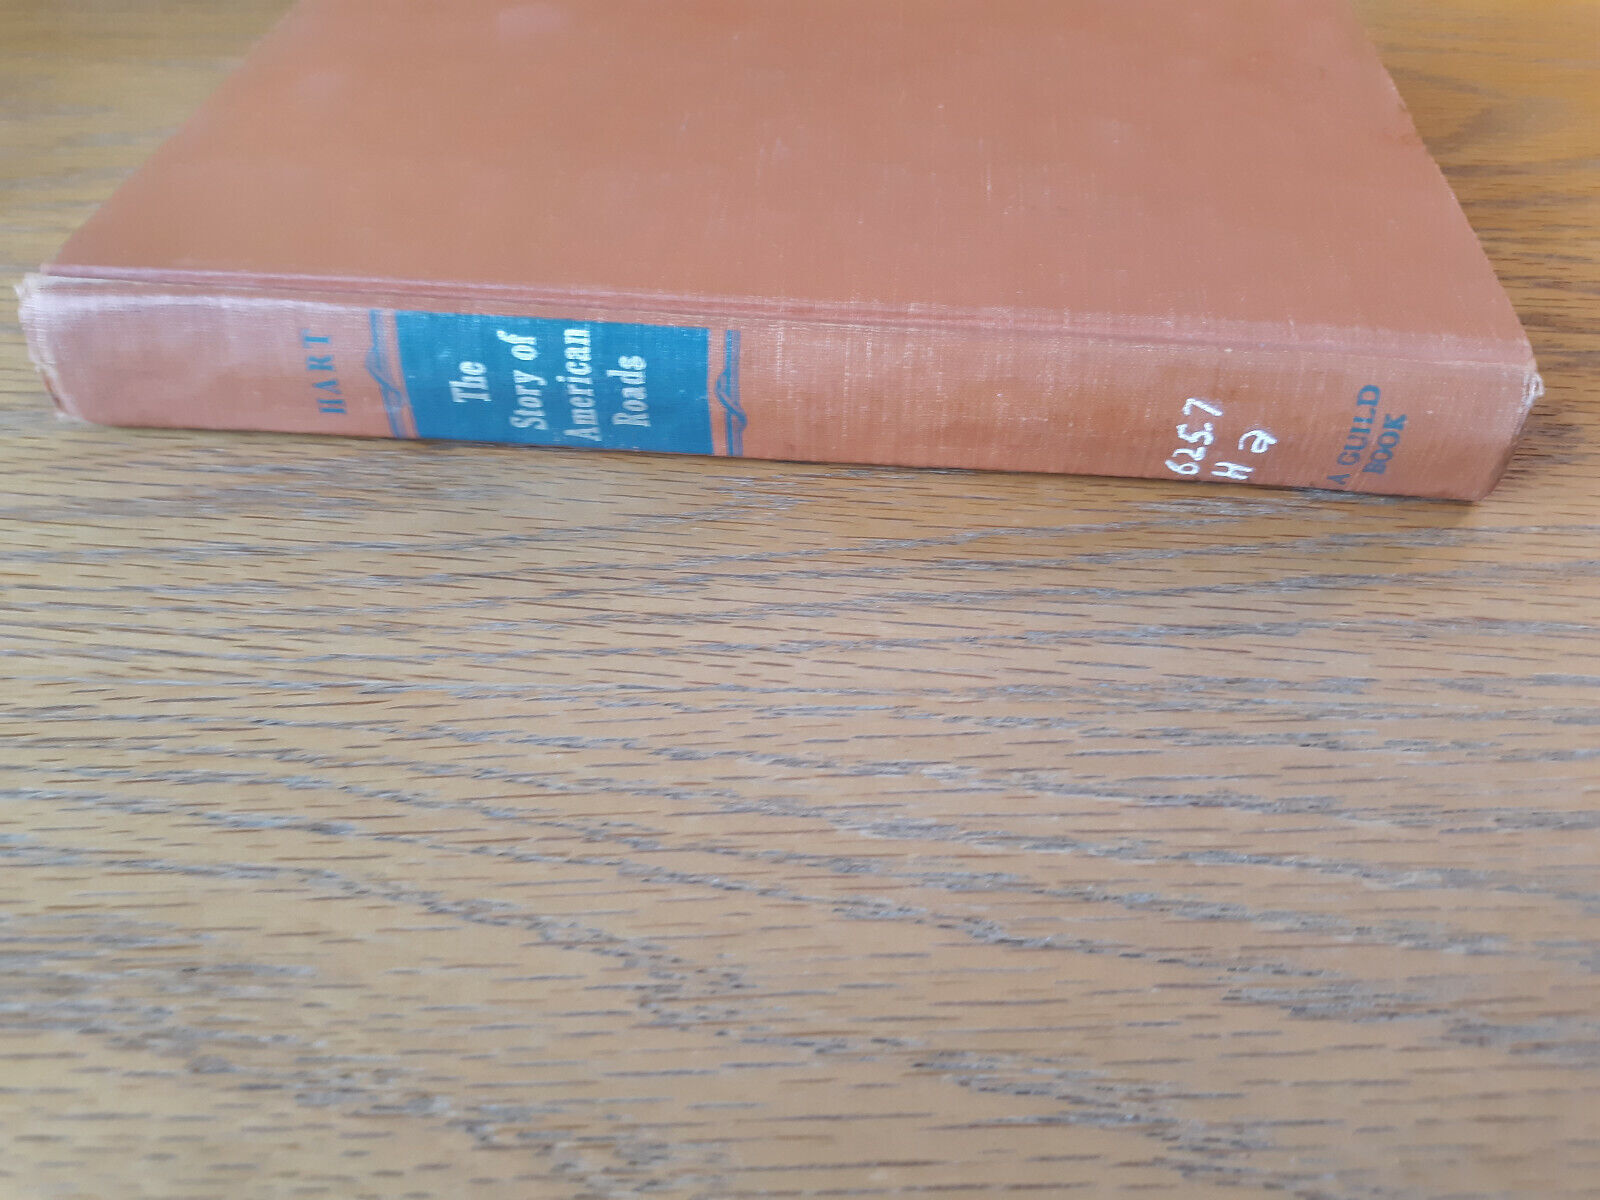 HART
The
Story of
American
Roads
625.7
H a
A GUILD
BOOK